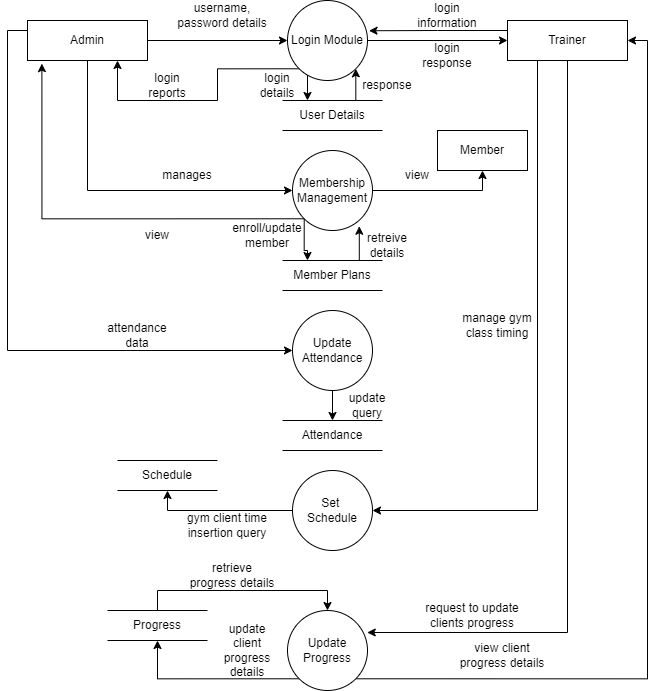 username,
password details
login
information
Admin
Login Module
Trainer
login
response
login
reports
login
details
response
User Details
Member
manages
Membership
Management
view
view
enroll/update
member
retreive
details
Member Plans
manage gym
class timing
attendance
data
Update
Attendance
update
query
Attendance
Schedule
Set
Schedule
gym client time
insertion query
retrieve
progress details
request to update
clients progress
Progress
update
client
progress
details
Update
Progress
view client
progress details